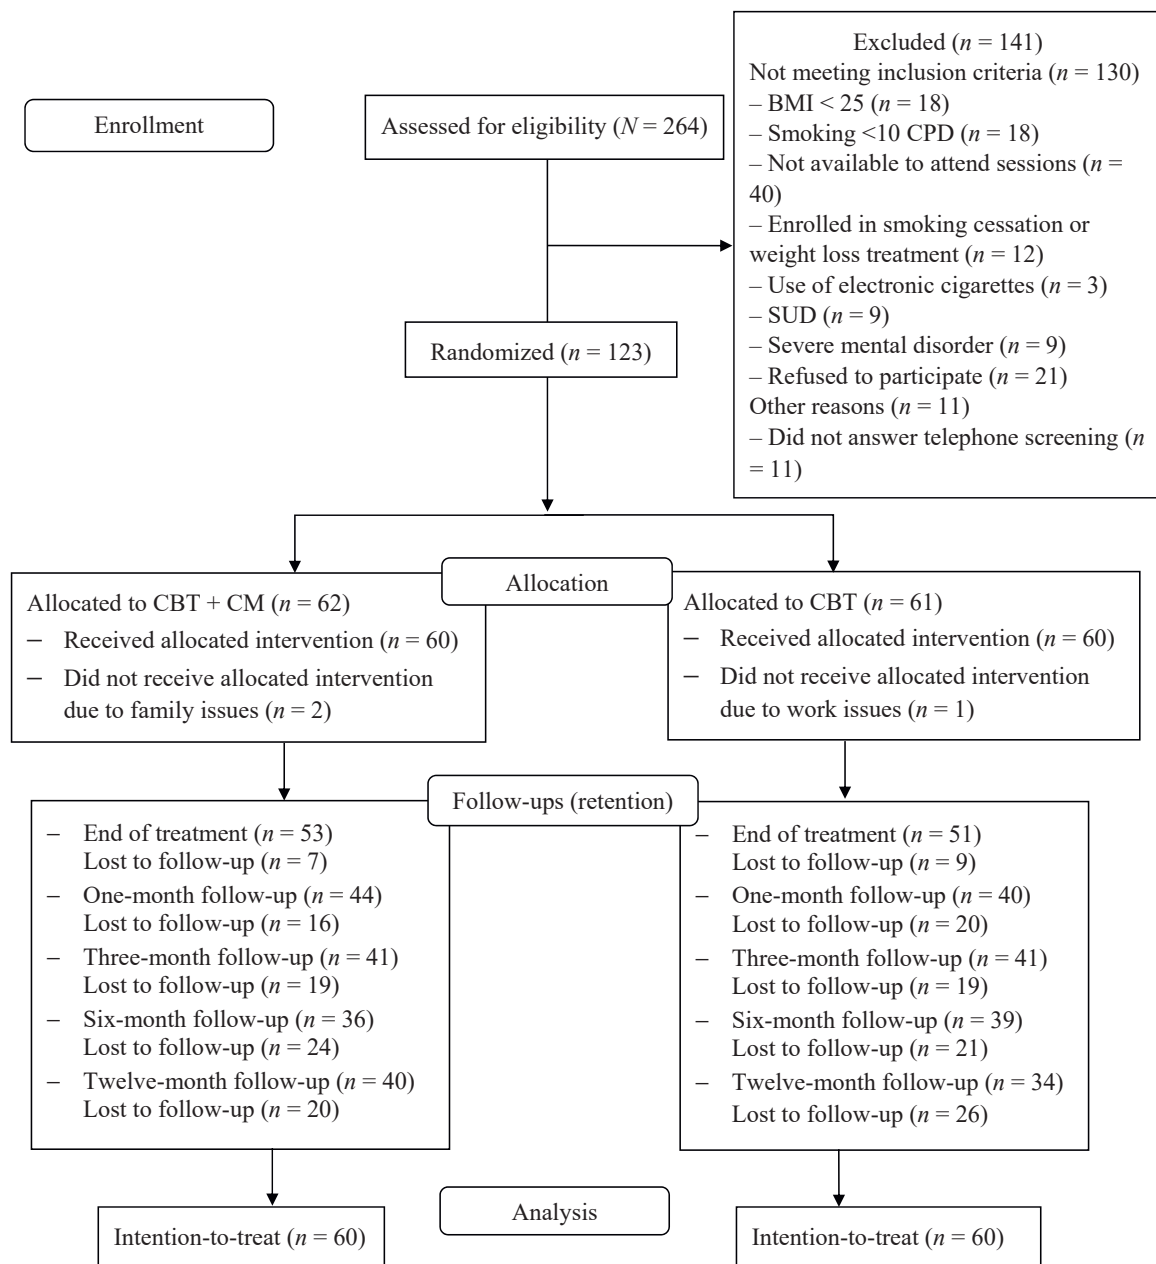 Enrollment
Assessed for eligibility (N = 264)
Excluded (n = 141)
Not meeting inclusion criteria (n = 130)
– BMI < 25 (n = 18)
– Smoking <10 CPD (n = 18)
– Not available to attend sessions (n =
40)
– Enrolled in smoking cessation or
weight loss treatment (n = 12)
– Use of electronic cigarettes (n = 3)
– SUD (n = 9)
– Severe mental disorder (n = 9)
– Refused to participate (n = 21)
Other reasons (n = 11)
– Did not answer telephone screening (n
= 11)
Randomized (n = 123)
Allocation
Allocated to CBT + CM (n = 62)
– Received allocated intervention (n = 60)
– Did not receive allocated intervention
due to family issues (n = 2)
Allocated to CBT (n = 61)
– Received allocated intervention (n = 60)
– Did not receive allocated intervention
due to work issues (n = 1)
Follow-ups (retention)
– End of treatment (n = 53)
Lost to follow-up (n = 7)
– One-month follow-up (n = 44)
Lost to follow-up (n = 16)
– Three-month follow-up (n = 41)
Lost to follow-up (n = 19)
– Six-month follow-up (n = 36)
Lost to follow-up (n = 24)
– Twelve-month follow-up (n = 40)
Lost to follow-up (n = 20)
– End of treatment (n = 51)
Lost to follow-up (n = 9)
– One-month follow-up (n = 40)
Lost to follow-up (n = 20)
– Three-month follow-up (n = 41)
Lost to follow-up (n = 19)
– Six-month follow-up (n = 39)
Lost to follow-up (n = 21)
– Twelve-month follow-up (n = 34)
Lost to follow-up (n = 26)
Analysis
Intention-to-treat (n = 60)
Intention-to-treat (n = 60)